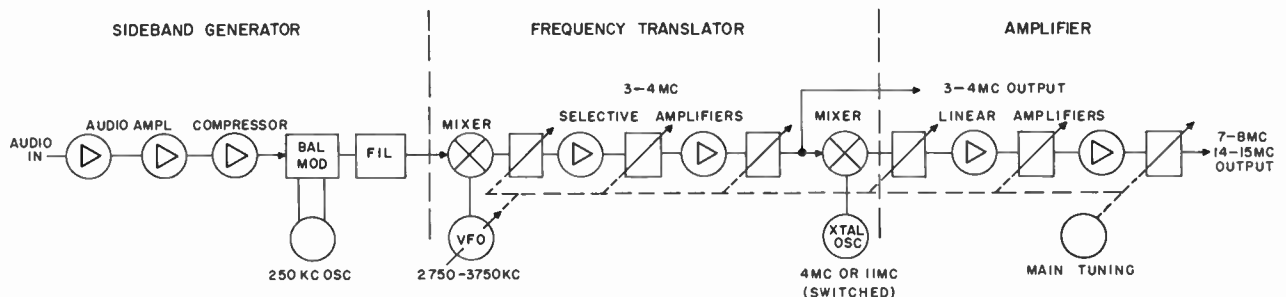 SIDEBAND GENERATOR
FREQUENCY TRANSLATOR
AMPLIFIER
3-4MC
3-4MC OUTPUT
AUDIO AMPL
COMPRESSOR
MIXER
SELECTIVE AMPLIFIERS
MIXER
LINEAR AMPLIFIERS
AUDIO
IN
BAL
MOD
FIL
7-8MC
14-15MC
OUTPUT
VFO
XTAL
OSC
250 KC OSC
2750-3750KC
4MC OR 11MC
(SWITCHED)
MAIN TUNING